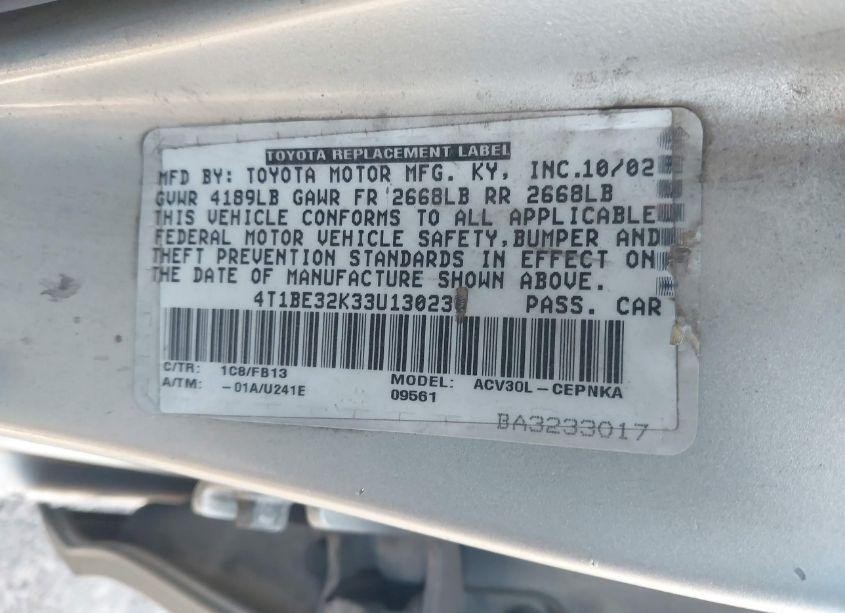 TOYOTA REPLACEMENT LABEL
MFD BY: TOYOTA MOTOR MFG. KY, INC. 10/02
GVWR 4189LB GAWR FR 2668LB RR 2668LB
THIS VEHICLE CONFORMS TO ALL APPLICABLE
FEDERAL MOTOR VEHICLE SAFETY, BUMPER AND
THEFT PREVENTION STANDARDS IN EFFECT ON
THE DATE OF MANUFACTURE SHOWN ABOVE.
PASS. CAR
C/TR: 1C8/FB13
A/TM: -01A/U241E
MODEL: ACV30L-CEPNKA
09561
BA3233017